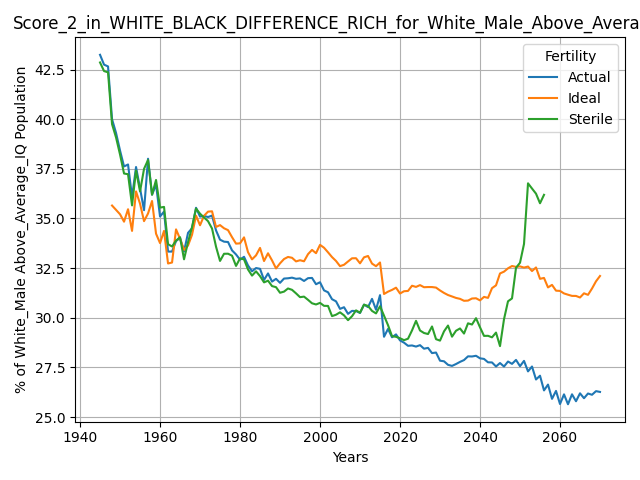 Score_2_in_WHITE_BLACK_DIFFERENCE_RICH_for_White_Male_Above_Avera
% of White_Male Above_Average_IQ Population
42.5
40.0
37.5
35.0
32.5
30.0
27.5
25.0
Fertility
Actual
Ideal
Sterile
1940
1960
1980
2000
2020
2040
2060
Years